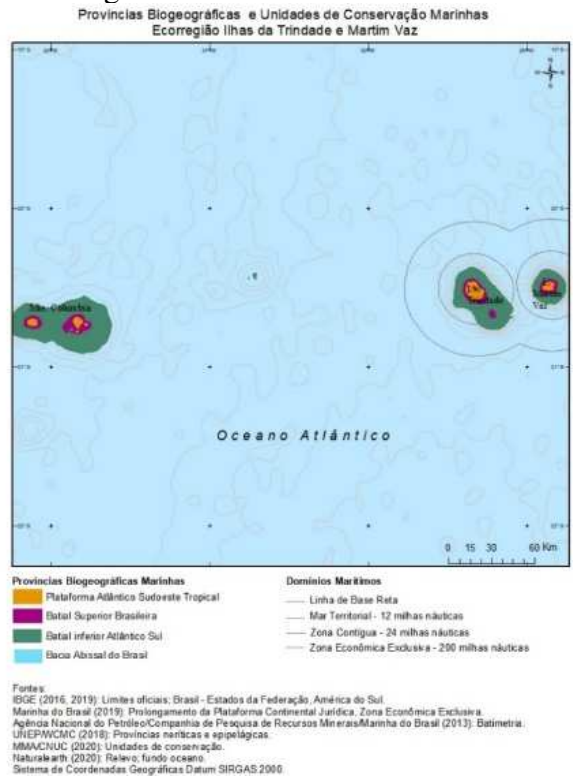 Províncias Biogeográficas e Unidades de Conservação Marinhas
Ecorregião Ilhas da Trindade e Martim Vaz
Oceano Atlântico
0 15 30 60 Km
Províncias Biogeográficas Marinhas
Plataforma Atlântico Sudoeste Tropical
Batial Superior Brasileira
Batial inferior Atlântico Sul
Bacia Abissal do Brasil
Domínios Marítimos
Linha de Base Reta
Mar Territorial - 12 milhas náuticas
Zona Contígua - 24 milhas náuticas
Zona Econômica Exclusiva - 200 milhas náuticas
Fontes:
IBGE (2016, 2019): Limites oficiais; Brasil - Estados da Federação, América do Sul.
Marinha do Brasil (2019): Prolongamento da Plataforma Continental Jurídica, Zona Econômica Exclusiva.
Agência Nacional do Petróleo/Companhia de Pesquisa de Recursos Minerais/Marinha do Brasil (2013): Batimetria.
UNEP/WCMC (2018): Províncias neríticas e epipelágicas.
MMA/CNUC (2020): Unidades de conservação.
Naturalearth (2020): Relevo; fundo oceano.
Sistema de Coordenadas Geográficas Datum SIRGAS 2000